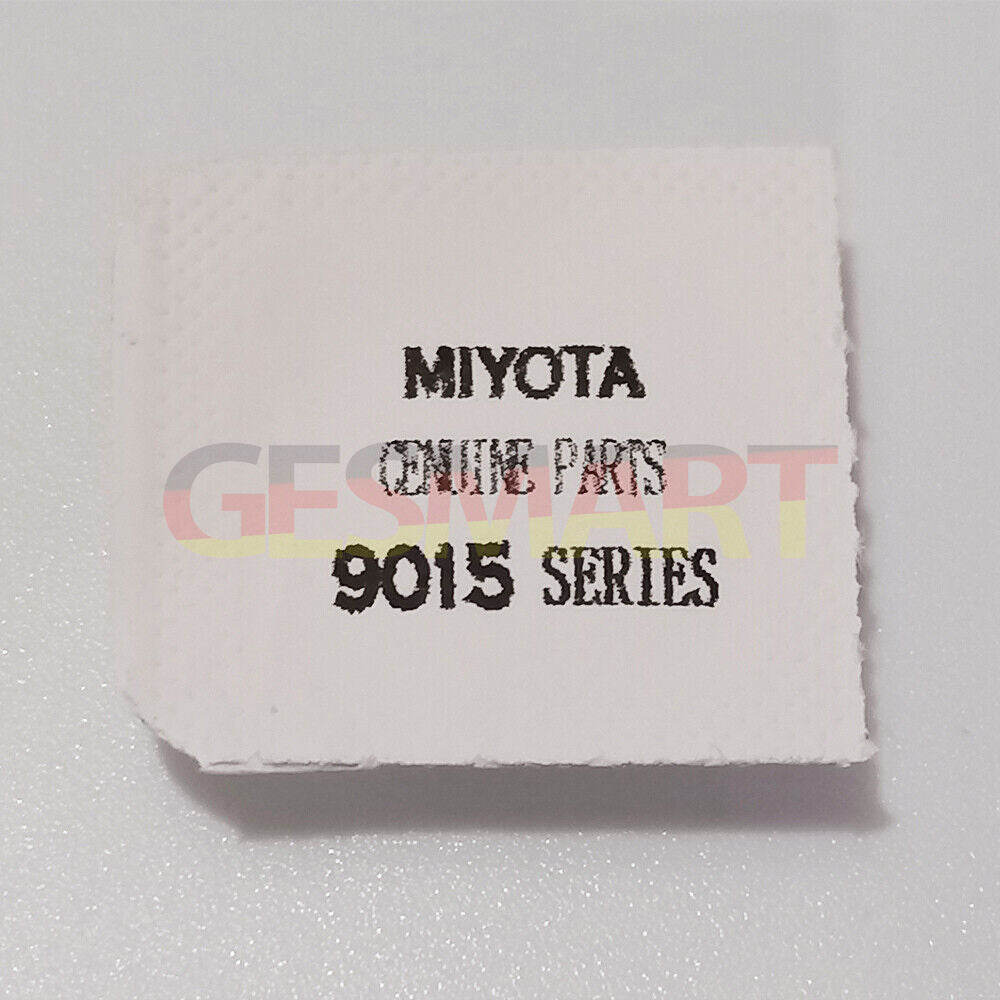 MIYOTA
GENUINE PARTS
GESMART
9015 SERIES